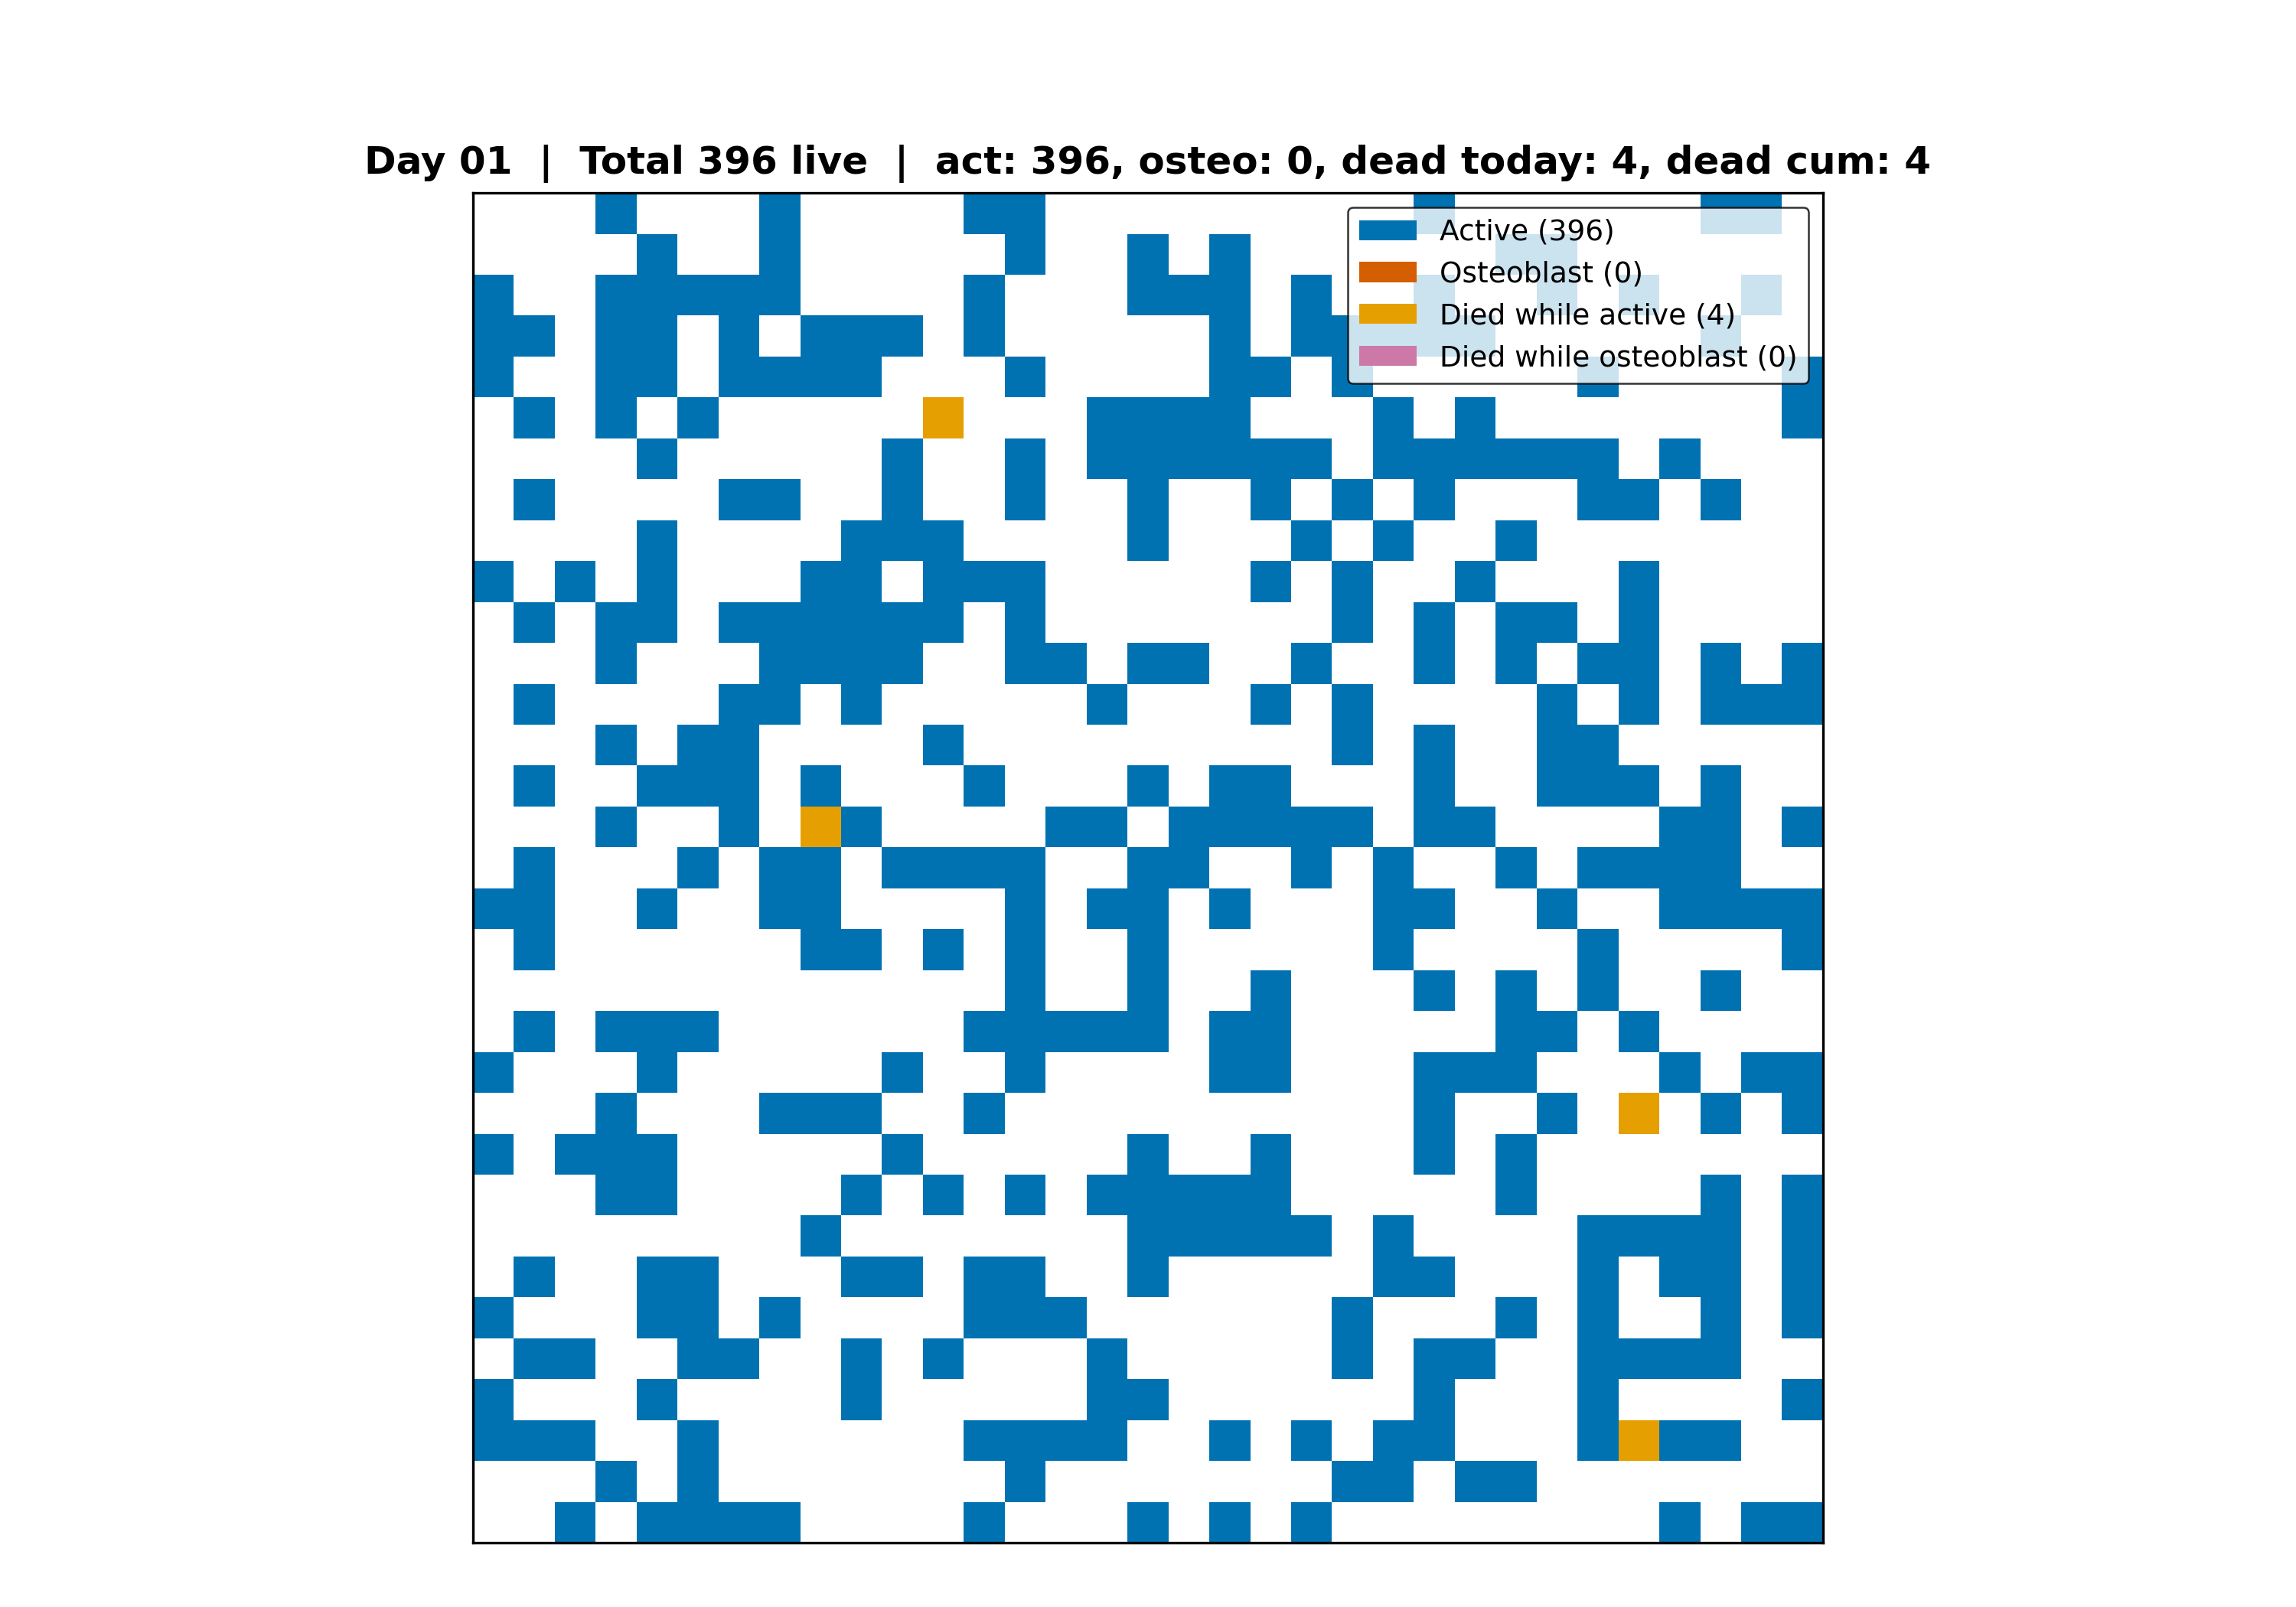 Day 01 | Total 396 live | act: 396, osteo: 0, dead today: 4, dead cum: 4
Active (396)
Osteoblast (0)
Died while active (4)
Died while osteoblast (0)